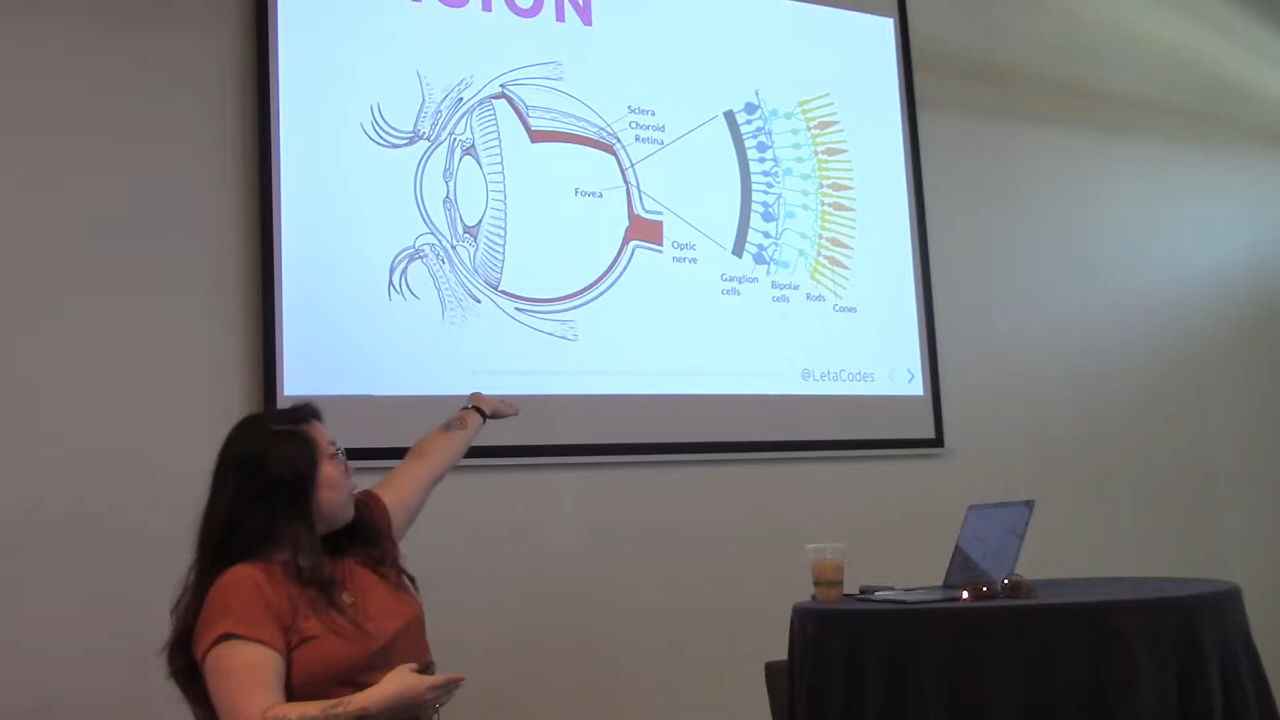 Sclera
Choroid
Retina
Fovea
Optic
nerve
Ganglion
cells
Bipolar
cells
Rods
Cones
@LetaCodes